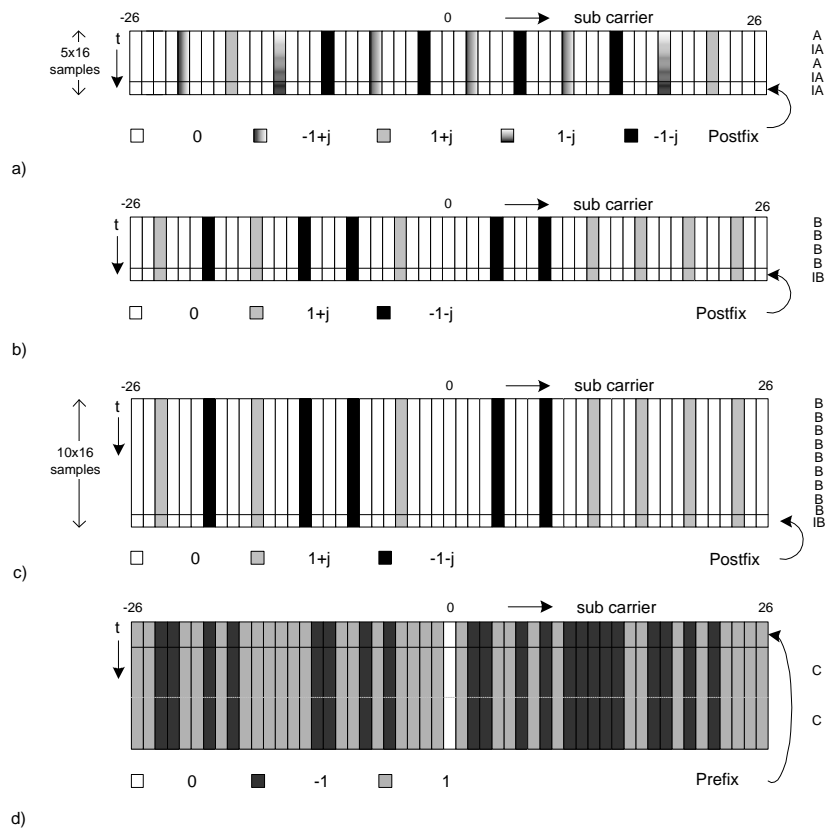 -26 0 sub carrier 26
t
5x16
samples
A
IA
A
IA
IA
0 -1+j 1+j 1-j -1-j Postfix
a)
-26 0 sub carrier 26
t
B
B
B
B
IB
0 1+j -1-j Postfix
b)
-26 0 sub carrier 26
t
10x16
samples
B
B
B
B
B
B
B
B
B
IB
0 1+j -1-j Postfix
c)
-26 0 sub carrier 26
t
C
C
0 -1 1 Prefix
d)